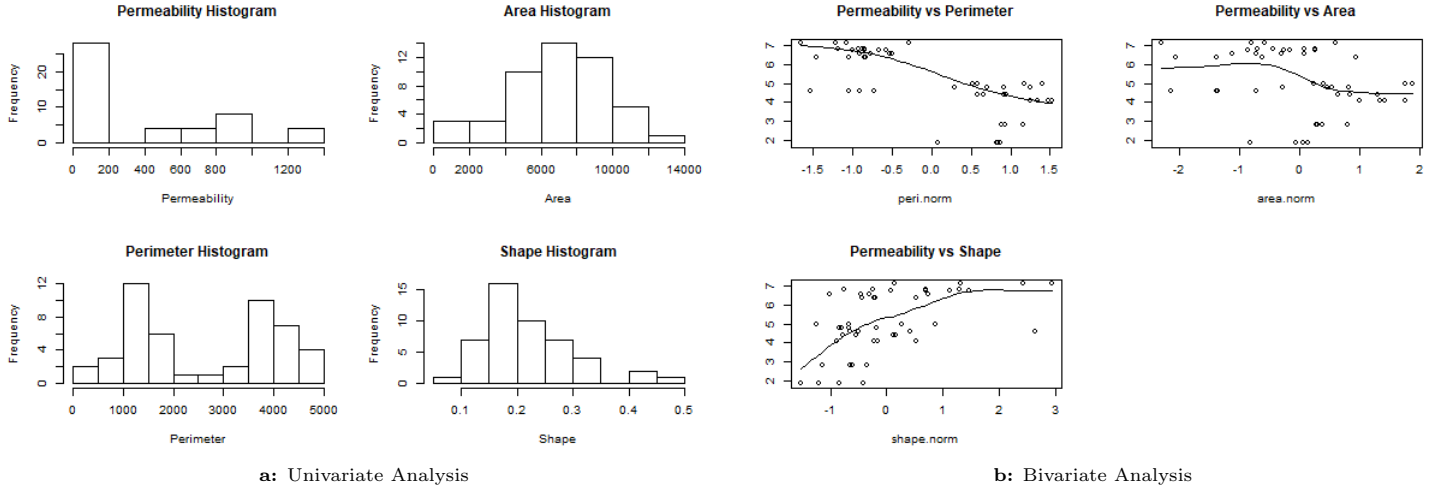 Permeability Histogram
Frequency
0 10 20
0 200 400 600 800 1200
Permeability
Area Histogram
Frequency
0 4 8 12
0 2000 6000 10000 14000
Area
Perimeter Histogram
Frequency
0 4 8 12
0 1000 2000 3000 4000 5000
Perimeter
Shape Histogram
Frequency
0 5 10 15
0.1 0.2 0.3 0.4 0.5
Shape
a: Univariate Analysis
Permeability vs Perimeter
2 3 4 5 6 7
-1.5 -1.0 -0.5 0.0 0.5 1.0 1.5
peri.norm
Permeability vs Area
2 3 4 5 6 7
-2 -1 0 1 2
area.norm
Permeability vs Shape
2 3 4 5 6 7
-1 0 1 2 3
shape.norm
b: Bivariate Analysis